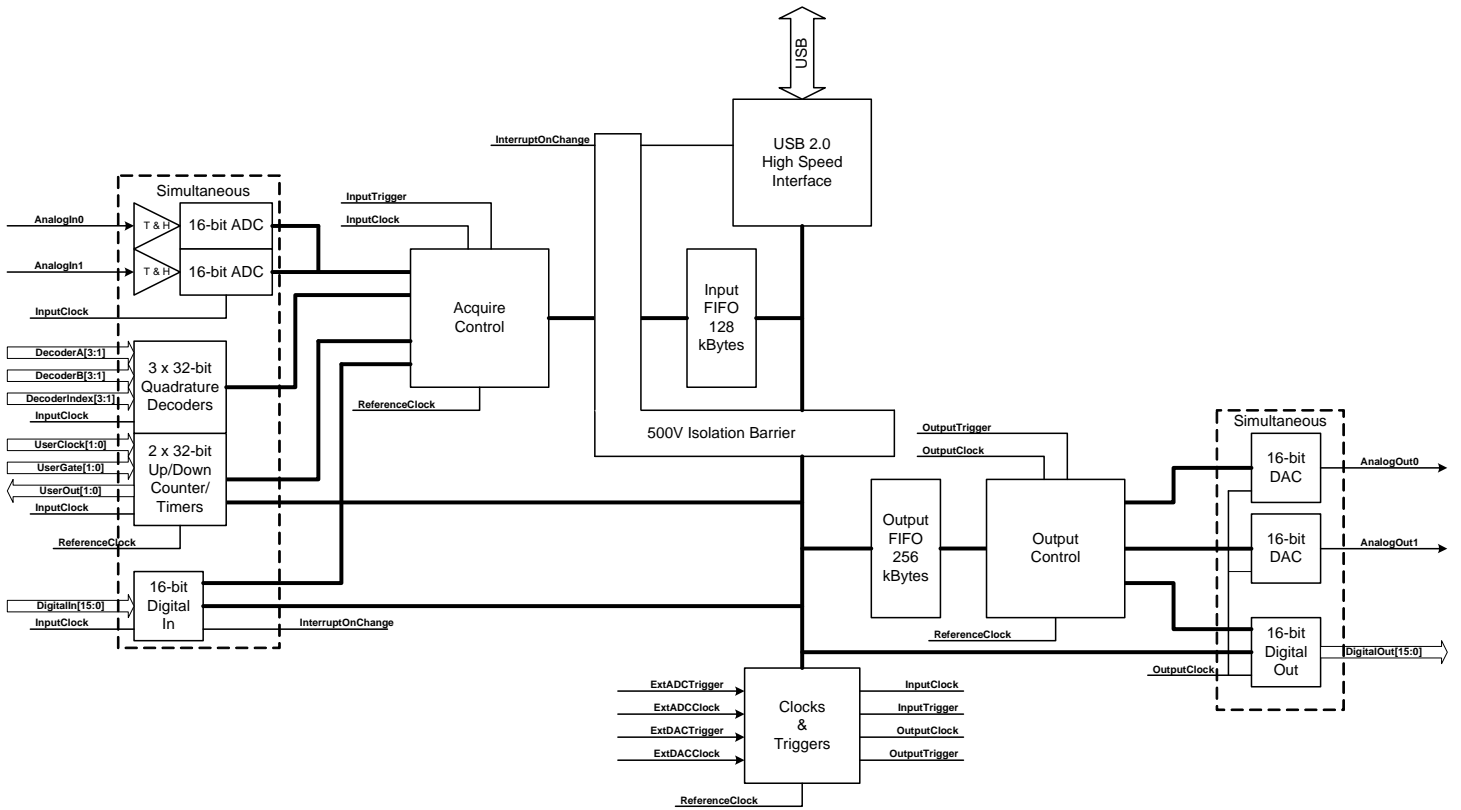 USB
USB 2.0
High Speed
Interface
InterruptOnChange
Simultaneous
AnalogIn0
T & H
16-bit ADC
AnalogIn1
T & H
16-bit ADC
InputClock
InputTrigger
InputClock
Acquire
Control
ReferenceClock
Input
FIFO
128
kBytes
DecoderA[3:1]
DecoderB[3:1]
DecoderIndex[3:1]
InputClock
3 x 32-bit
Quadrature
Decoders
UserClock[1:0]
UserGate[1:0]
UserOut[1:0]
InputClock
2 x 32-bit
Up/Down
Counter/
Timers
ReferenceClock
DigitalIn[15:0]
InputClock
16-bit
Digital
In
InterruptOnChange
500V Isolation Barrier
OutputTrigger
OutputClock
Output
FIFO
256
kBytes
Output
Control
ReferenceClock
Simultaneous
16-bit
DAC
AnalogOut0
16-bit
DAC
AnalogOut1
16-bit
Digital
Out
DigitalOut[15:0]
OutputClock
ExtADCTrigger
ExtADCClock
ExtDACTrigger
ExtDACClock
Clocks
&
Triggers
InputClock
InputTrigger
OutputClock
OutputTrigger
ReferenceClock